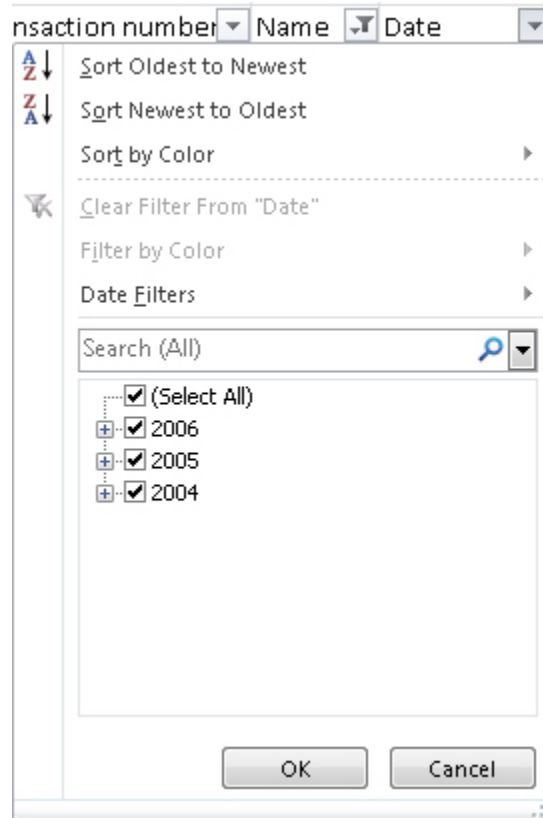 nsaction number Name Date
Sort Oldest to Newest
Sort Newest to Oldest
Sort by Color
Clear Filter From "Date"
Filter by Color
Date Filters
Search (All)
(Select All)
2006
2005
2004
OK Cancel